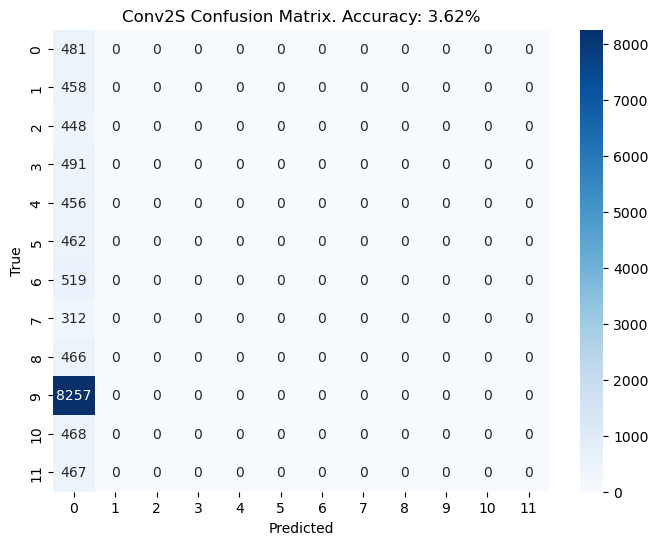 Conv2S Confusion Matrix. Accuracy: 3.62%
0 481 0 0 0 0 0 0 0 0 0 0 0
1 458 0 0 0 0 0 0 0 0 0 0 0
2 448 0 0 0 0 0 0 0 0 0 0 0
3 491 0 0 0 0 0 0 0 0 0 0 0
4 456 0 0 0 0 0 0 0 0 0 0 0
5 462 0 0 0 0 0 0 0 0 0 0 0
6 519 0 0 0 0 0 0 0 0 0 0 0
7 312 0 0 0 0 0 0 0 0 0 0 0
8 466 0 0 0 0 0 0 0 0 0 0 0
9 8257 0 0 0 0 0 0 0 0 0 0 0
10 468 0 0 0 0 0 0 0 0 0 0 0
11 467 0 0 0 0 0 0 0 0 0 0 0
0 1 2 3 4 5 6 7 8 9 10 11
True
Predicted
8000
7000
6000
5000
4000
3000
2000
1000
0